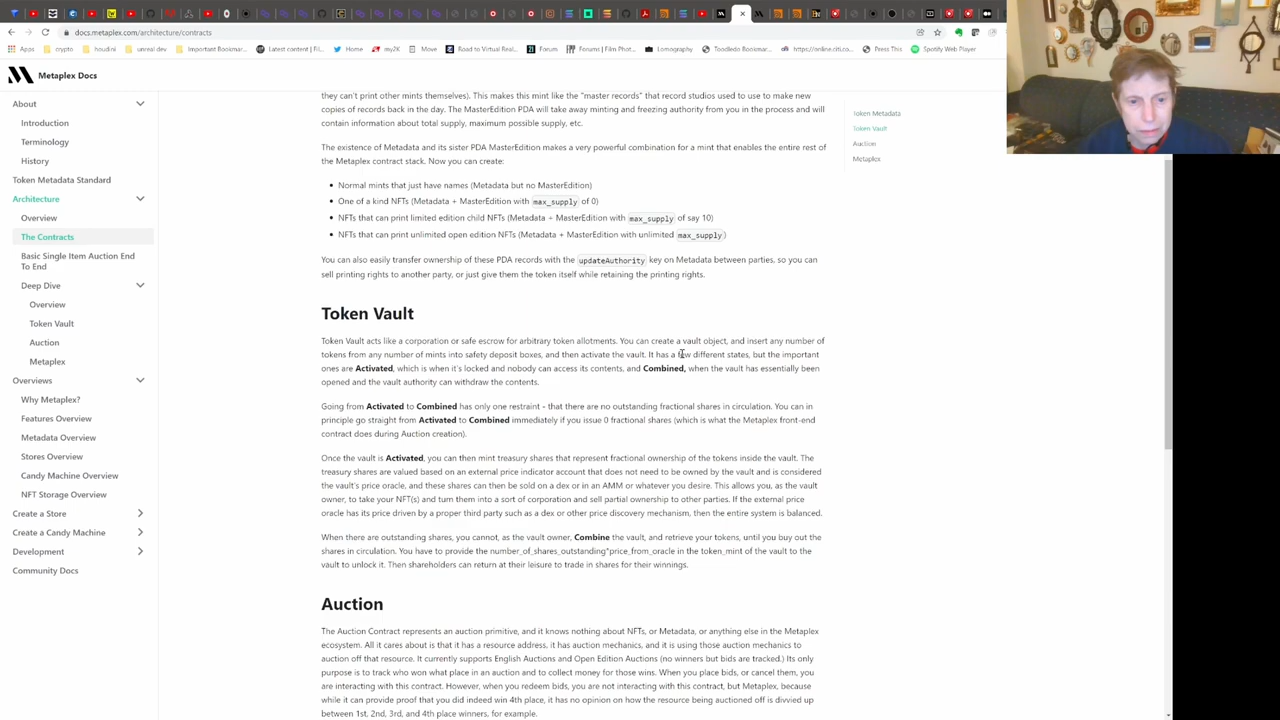 docs.metaplex.com/architecture/contracts
Apps
crypto
houdini
unreal dev
Important Bookmar...
Latest content | Fil...
Home
my2K
Move
Road to Virtual Real...
Forum
Forums | Film Phot...
Lomography
Toodledo Bookmar...
https://online.citi.co...
Press This
Spotify Web Player
Metaplex Docs
About
Introduction
Terminology
History
Token Metadata Standard
Architecture
Overview
The Contracts
Basic Single Item Auction End
To End
Deep Dive
Overview
Token Vault
Auction
Metaplex
Overviews
Why Metaplex?
Features Overview
Metadata Overview
Stores Overview
Candy Machine Overview
NFT Storage Overview
Create a Store
Create a Candy Machine
Development
Community Docs
they can't print other mints themselves). This makes this mint like the "master records" that record studios used to use to make new
copies of records back in the day. The MasterEdition PDA will take away minting and freezing authority from you in the process and will
contain information about total supply, maximum possible supply, etc.
The existence of Metadata and its sister PDA MasterEdition makes a very powerful combination for a mint that enables the entire rest of
the Metaplex contract stack. Now you can create:
• Normal mints that just have names (Metadata but no MasterEdition)
• One of a kind NFTs (Metadata + MasterEdition with max_supply of 0)
• NFTs that can print limited edition child NFTs (Metadata + MasterEdition with max_supply of say 10)
• NFTs that can print unlimited open edition NFTs (Metadata + MasterEdition with unlimited max_supply)
You can also easily transfer ownership of these PDA records with the updateAuthority key on Metadata between parties, so you can
sell printing rights to another party, or just give them the token itself while retaining the printing rights.
Token Vault
Token Vault acts like a corporation or safe escrow for arbitrary token allotments. You can create a vault object, and insert any number of
tokens from any number of mints into safety deposit boxes, and then activate the vault. It has a few different states, but the important
ones are Activated, which is when it's locked and nobody can access its contents, and Combined, when the vault has essentially been
opened and the vault authority can withdraw the contents.
Going from Activated to Combined has only one restraint - that there are no outstanding fractional shares in circulation. You can in
principle go straight from Activated to Combined immediately if you issue 0 fractional shares (which is what the Metaplex front-end
contract does during Auction creation).
Once the vault is Activated, you can then mint treasury shares that represent fractional ownership of the tokens inside the vault. The
treasury shares are valued based on an external price indicator account that does not need to be owned by the vault and is considered
the vault's price oracle, and these shares can then be sold on a dex or in an AMM or whatever you desire. This allows you, as the vault
owner, to take your NFT(s) and turn them into a sort of corporation and sell partial ownership to other parties. If the external price
oracle has its price driven by a proper third party such as a dex or other price discovery mechanism, then the entire system is balanced.
When there are outstanding shares, you cannot, as the vault owner, Combine the vault, and retrieve your tokens, until you buy out the
shares in circulation. You have to provide the number_of_shares_outstanding*price_from_oracle in the token_mint of the vault to the
vault to unlock it. Then shareholders can return at their leisure to trade in shares for their winnings.
Auction
The Auction Contract represents an auction primitive, and it knows nothing about NFTs, or Metadata, or anything else in the Metaplex
ecosystem. All it cares about is that it has a resource address, it has auction mechanics, and it is using those auction mechanics to
auction off that resource. It currently supports English Auctions and Open Edition Auctions (no winners but bids are tracked.) Its only
purpose is to track who won what place in an auction and to collect money for those wins. When you place bids, or cancel them, you
are interacting with this contract. However, when you redeem bids, you are not interacting with this contract, but Metaplex, because
while it can provide proof that you did indeed win 4th place, it has no opinion on how the resource being auctioned off is divvied up
between 1st, 2nd, 3rd, and 4th place winners, for example.
Token Metadata
Token Vault
Auction
Metaplex